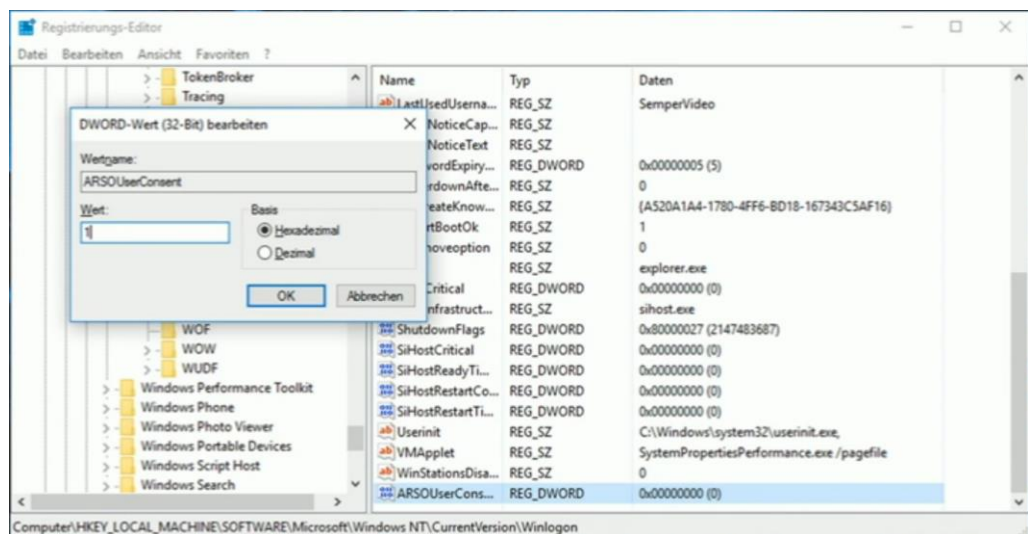 Registrierungs-Editor
Datei Bearbeiten Ansicht Favoriten ?
TokenBroker
Tracing
DWORD-Wert (32-Bit) bearbeiten
Wertname:
ARSOUserConsent
Wert:
1
Basis
Hexadezimal
Dezimal
OK Abbrechen
WOF
WOW
WUDF
Windows Performance Toolkit
Windows Phone
Windows Photo Viewer
Windows Portable Devices
Windows Script Host
Windows Search
Name Typ Daten
LastUsedUserna... REG_SZ SemperVideo
NoticeCap... REG_SZ
NoticeText REG_SZ
wordExpiry... REG_DWORD 0x00000005 (5)
rdownAfte... REG_SZ 0
eateKnow... REG_SZ {A520A1A4-1780-4FF6-BD18-167343C5AF16}
rtBootOk REG_SZ 1
noveoption REG_SZ 0
REG_SZ explorer.exe
Critical REG_DWORD 0x00000000 (0)
nfrastruct... REG_SZ sihost.exe
ShutdownFlags REG_DWORD 0x80000027 (2147483687)
SiHostCritical REG_DWORD 0x00000000 (0)
SiHostReadyTi... REG_DWORD 0x00000000 (0)
SiHostRestartCo... REG_DWORD 0x00000000 (0)
SiHostRestartTi... REG_DWORD 0x00000000 (0)
Userinit REG_SZ C:\Windows\system32\userinit.exe,
VMApplet REG_SZ SystemPropertiesPerformance.exe /pagefile
WinStationsDisa... REG_SZ 0
ARSOUserCons... REG_DWORD 0x00000000 (0)
Computer\HKEY_LOCAL_MACHINE\SOFTWARE\Microsoft\Windows NT\CurrentVersion\Winlogon